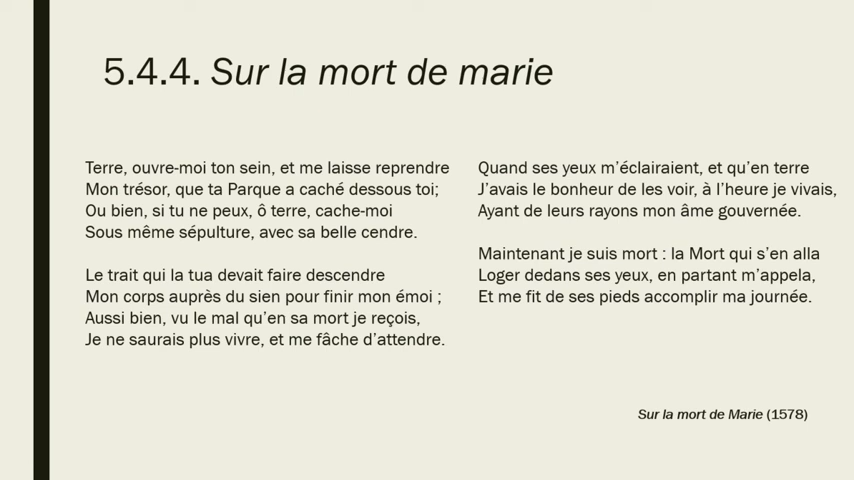 5.4.4. Sur la mort de marie
Terre, ouvre-moi ton sein, et me laisse reprendre
Mon trésor, que ta Parque a caché dessous toi;
Ou bien, si tu ne peux, ô terre, cache-moi
Sous même sépulture, avec sa belle cendre.
Le trait qui la tua devait faire descendre
Mon corps auprès du sien pour finir mon émoi ;
Aussi bien, vu le mal qu’en sa mort je reçois,
Je ne saurais plus vivre, et me fâche d’attendre.
Quand ses yeux m’éclairaient, et qu’en terre
J’avais le bonheur de les voir, à l’heure je vivais,
Ayant de leurs rayons mon âme gouvernée.
Maintenant je suis mort : la Mort qui s’en alla
Loger dedans ses yeux, en partant m’appela,
Et me fit de ses pieds accomplir ma journée.
Sur la mort de Marie (1578)